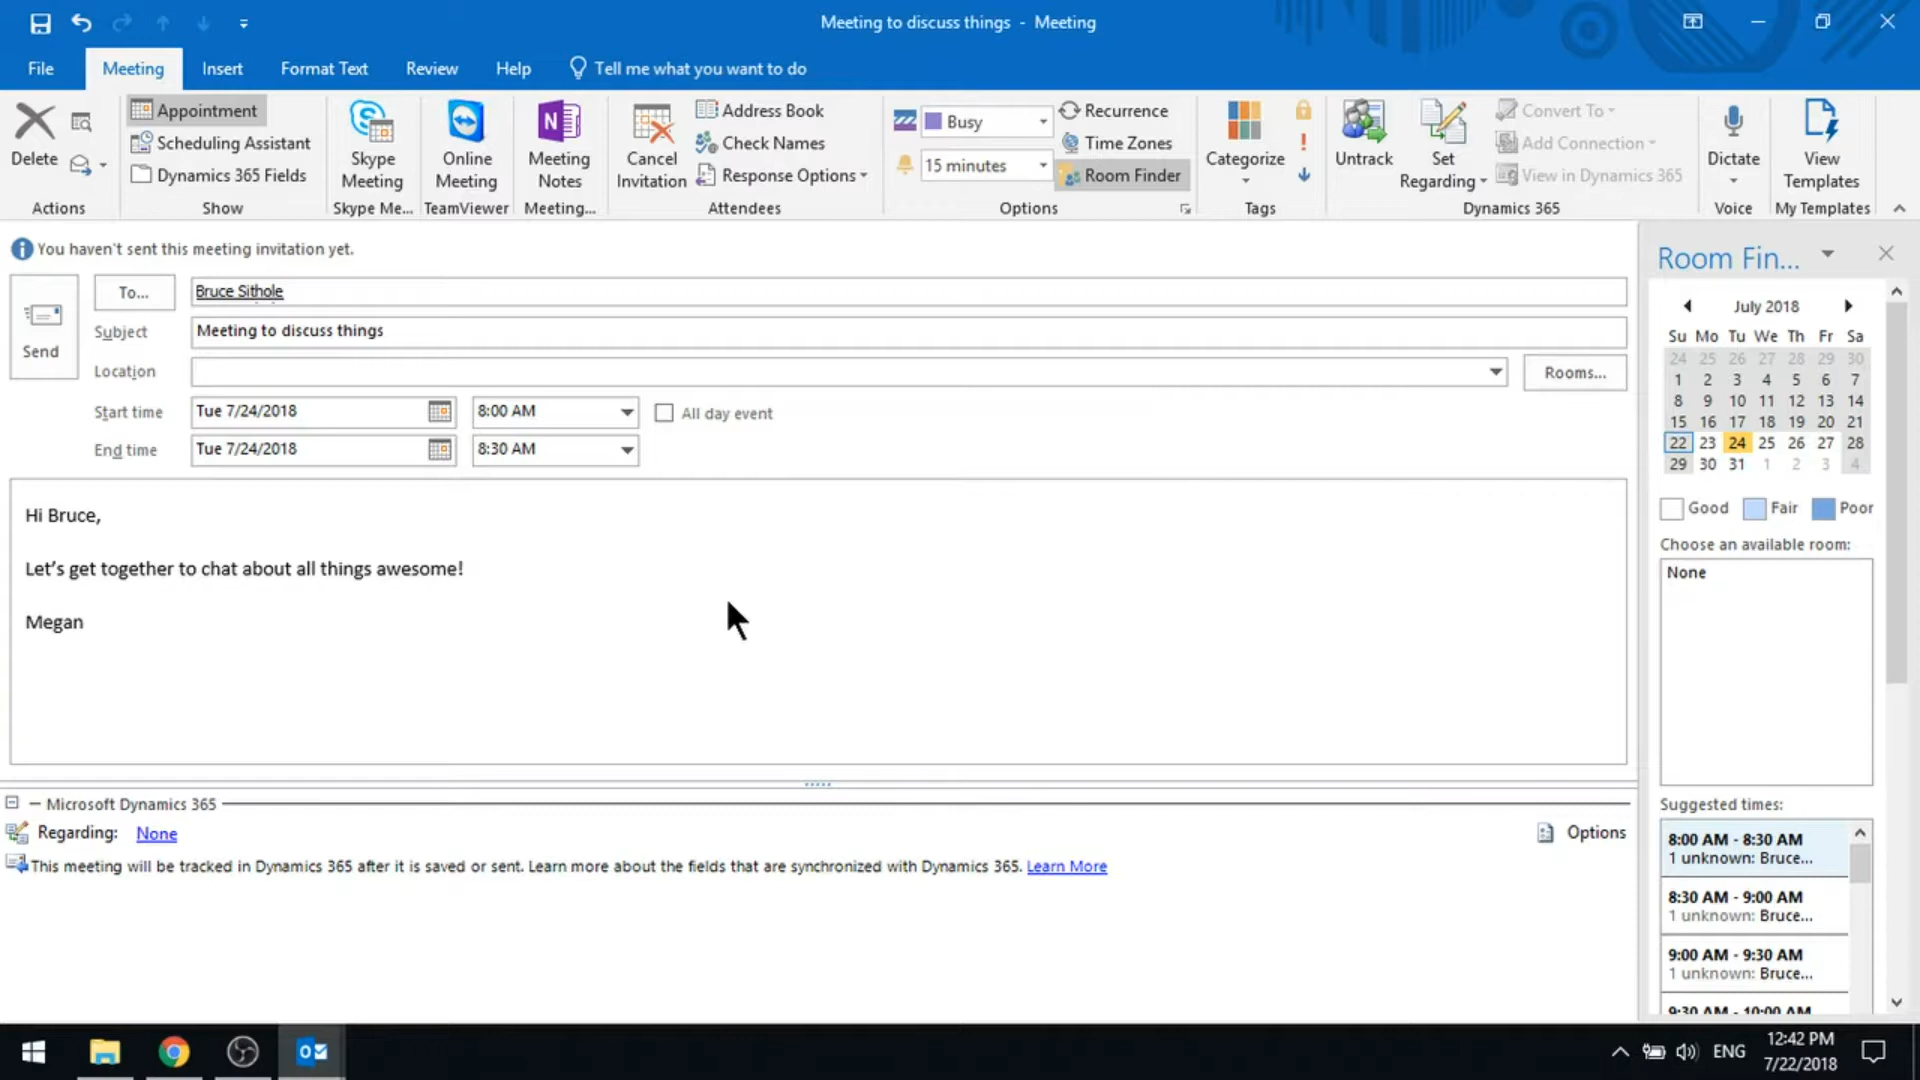 Meeting to discuss things - Meeting
File Meeting Insert Format Text Review Help Tell me what you want to do
Delete
Actions
Appointment
Scheduling Assistant
Dynamics 365 Fields
Show
Skype
Meeting
Skype Me...
Online
Meeting
TeamViewer
Meeting
Notes
Meeting...
Cancel
Invitation
Address Book
Check Names
Response Options
Attendees
Busy
15 minutes
Recurrence
Time Zones
Room Finder
Options
Categorize
Tags
Untrack
Set
Regarding
Convert To
Add Connection
View in Dynamics 365
Dynamics 365
Dictate
Voice
View
Templates
My Templates
You haven't sent this meeting invitation yet.
Send
To... Bruce Sithole
Subject Meeting to discuss things
Location Rooms...
Start time Tue 7/24/2018 8:00 AM All day event
End time Tue 7/24/2018 8:30 AM
Hi Bruce,
Let's get together to chat about all things awesome!
Megan
Microsoft Dynamics 365
Regarding: None Options
This meeting will be tracked in Dynamics 365 after it is saved or sent. Learn more about the fields that are synchronized with Dynamics 365. Learn More
Room Fin...
July 2018
Su Mo Tu We Th Fr Sa
24 25 26 27 28 29 30
1 2 3 4 5 6 7
8 9 10 11 12 13 14
15 16 17 18 19 20 21
22 23 24 25 26 27 28
29 30 31 1 2 3 4
Good Fair Poor
Choose an available room:
None
Suggested times:
8:00 AM - 8:30 AM
1 unknown: Bruce...
8:30 AM - 9:00 AM
1 unknown: Bruce...
9:00 AM - 9:30 AM
1 unknown: Bruce...
9:30 AM - 10:00 AM
ENG
12:42 PM
7/22/2018